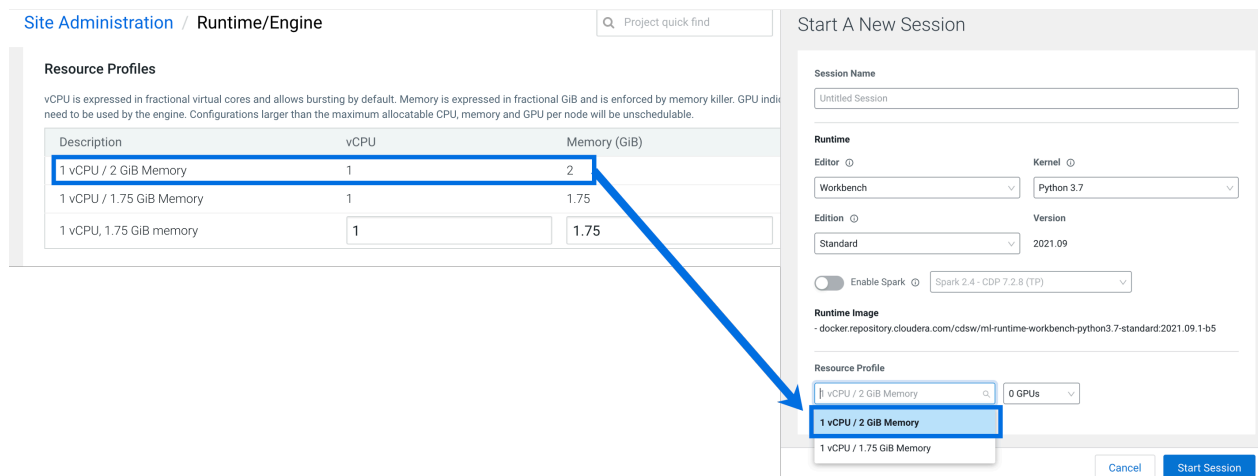 Site Administration / Runtime/Engine
Project quick find
Resource Profiles
vCPU is expressed in fractional virtual cores and allows bursting by default. Memory is expressed in fractional GiB and is enforced by memory killer. GPU
need to be used by the engine. Configurations larger than the maximum allocatable CPU, memory and GPU per node will be unschedulable.
Description vCPU Memory (GiB)
1 vCPU / 2 GiB Memory 1 2
1 vCPU / 1.75 GiB Memory 1 1.75
1 vCPU, 1.75 GiB memory 1 1.75
Start A New Session
Session Name
Untitled Session
Runtime
Editor Kernel
Workbench Python 3.7
Edition Version
Standard 2021.09
Enable Spark Spark 2.4 - CDP 7.2.8 (TP)
Runtime Image
- docker.repository.cloudera.com/cdsw/ml-runtime-workbench-python3.7-standard:2021.09.1-b5
Resource Profile
1 vCPU / 2 GiB Memory 0 GPUs
1 vCPU / 2 GiB Memory
1 vCPU / 1.75 GiB Memory
Cancel Start Session